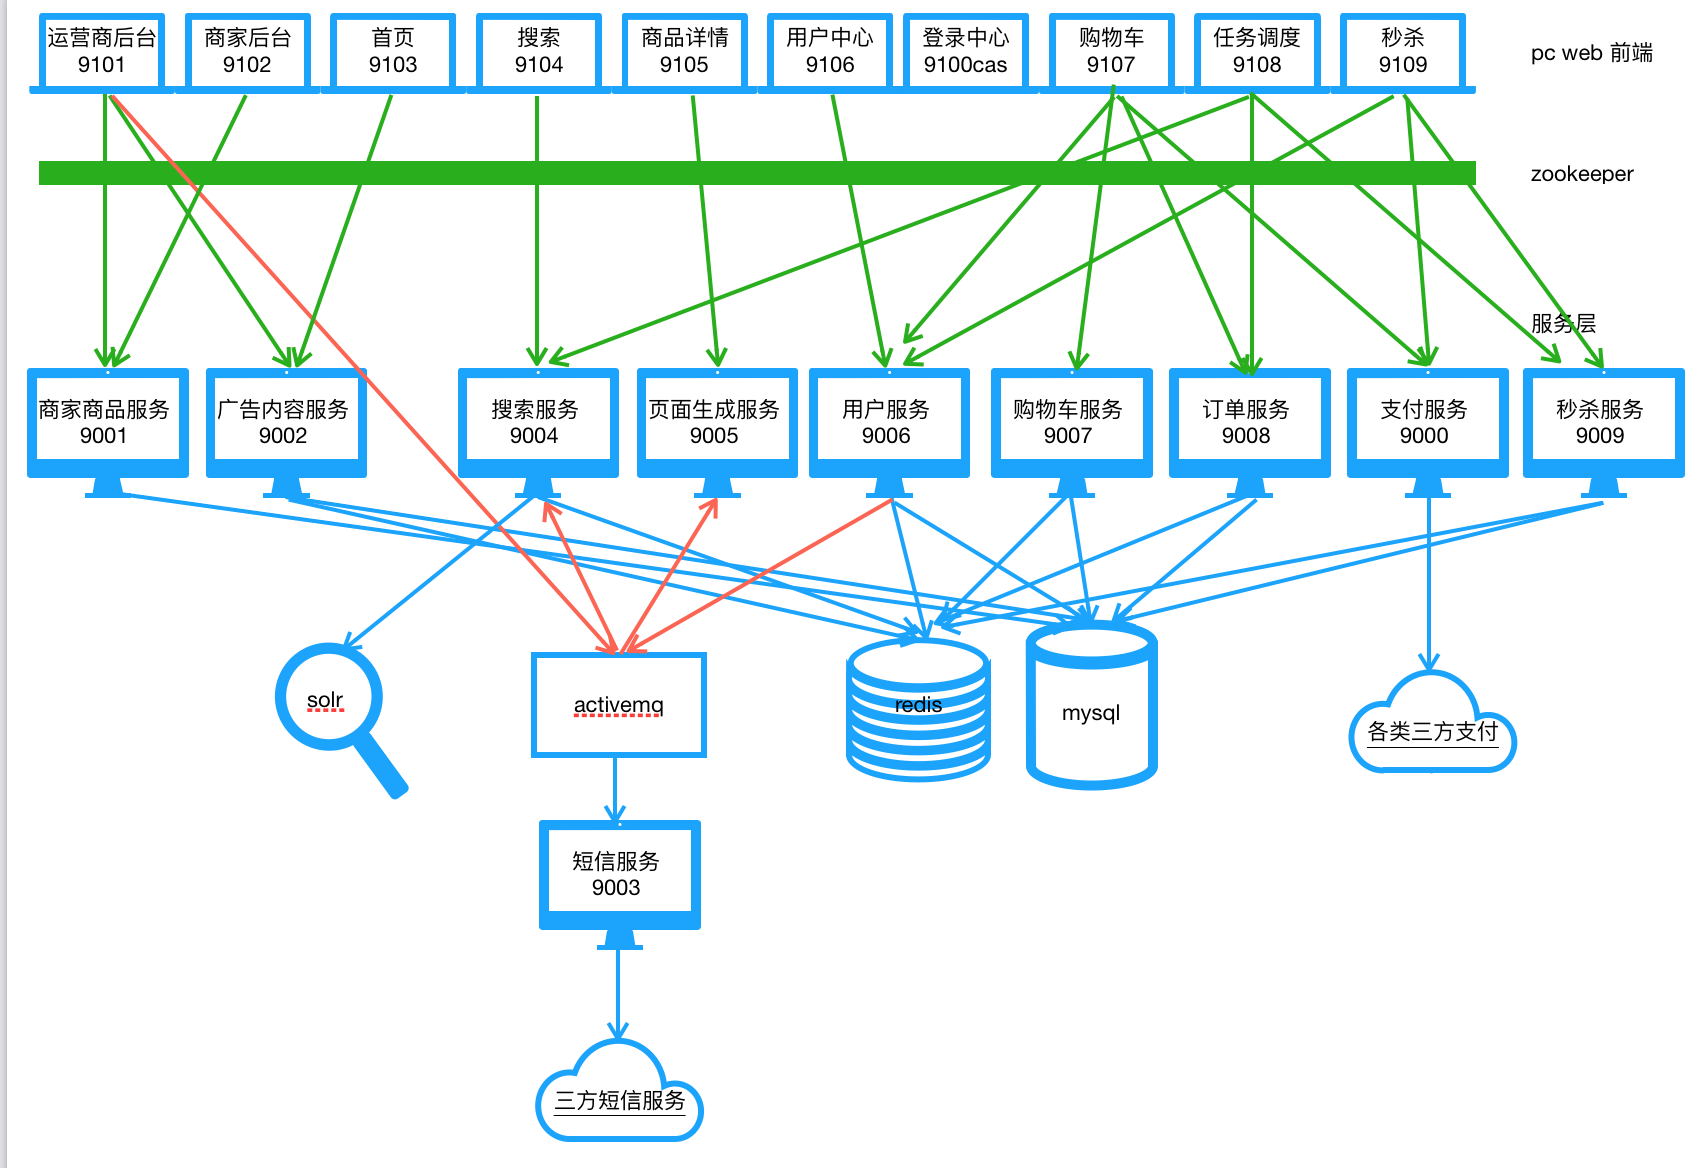 运营商后台
9101
商家后台
9102
首页
9103
搜索
9104
商品详情
9105
用户中心
9106
登录中心
9100cas
购物车
9107
任务调度
9108
秒杀
9109
pc web 前端
zookeeper
服务层
商家商品服务
9001
广告内容服务
9002
搜索服务
9004
页面生成服务
9005
用户服务
9006
购物车服务
9007
订单服务
9008
支付服务
9000
秒杀服务
9009
solr
activemq
redis
mysql
各类三方支付
短信服务
9003
三方短信服务